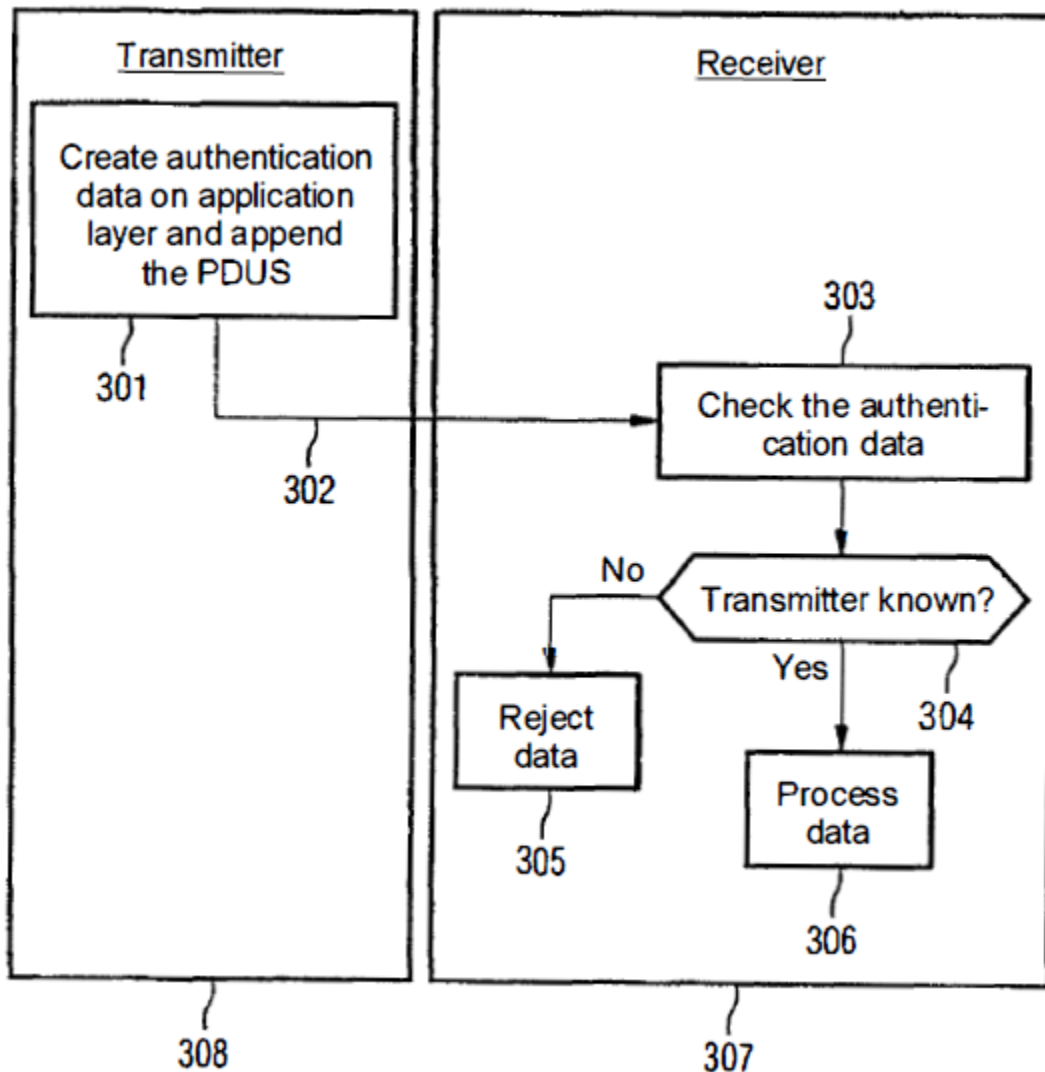 Transmitter
Create authentication
data on application
layer and append
the PDUS
301
302
308
Receiver
303
Check the authenti-
cation data
Transmitter known?
304
No
Yes
Reject
data
305
Process
data
306
307